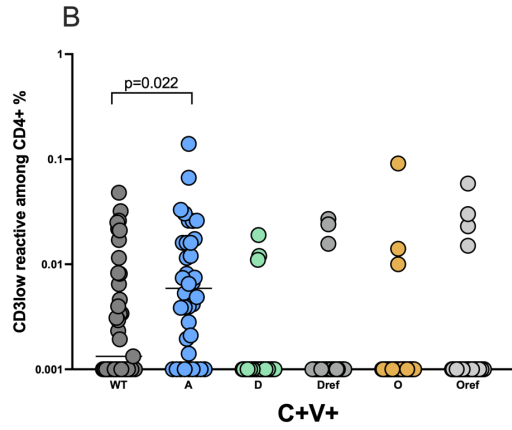 B
CD3low reactive among CD4+ %
1
0.1
0.01
0.001
p=0.022
WT A D Dref O Oref
C+V+